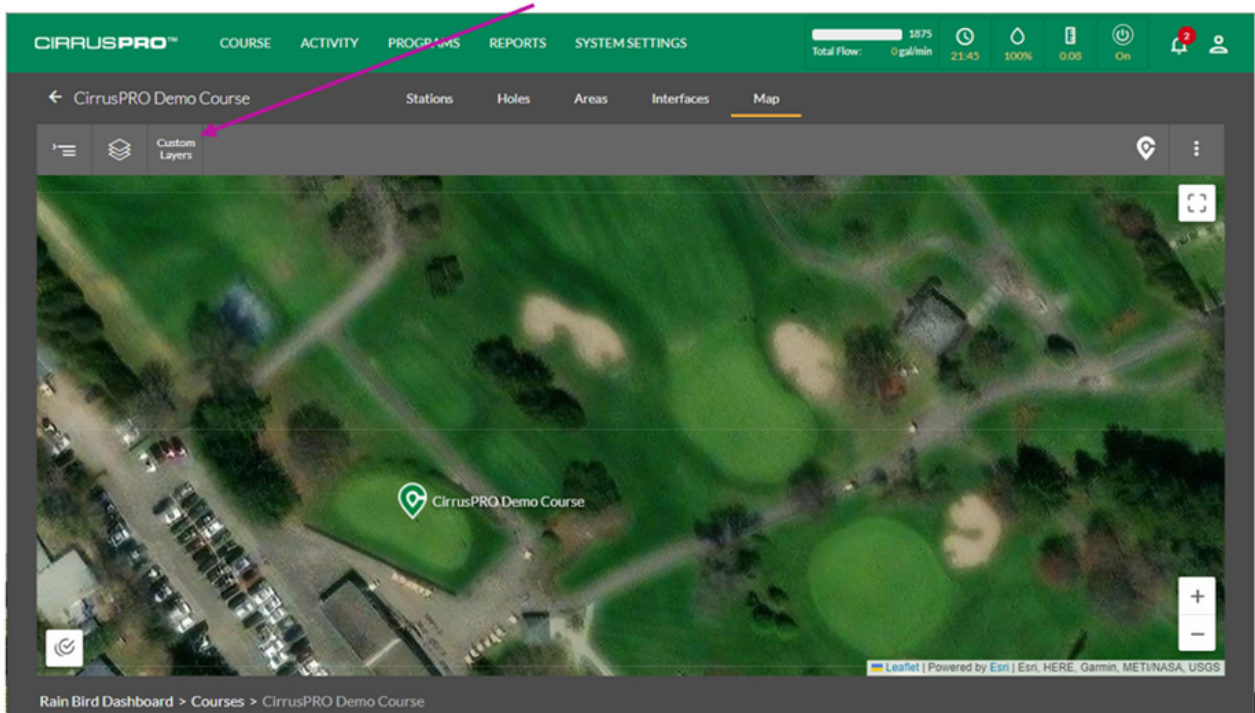 CIRRUSPRO™
COURSE ACTIVITY PROGRAMS REPORTS SYSTEM SETTINGS
1875
Total Flow: 0 gal/min
21:45
100%
0.08
On
2
CirrusPRO Demo Course
Stations Holes Areas Interfaces Map
Custom
Layers
CirrusPRO Demo Course
+
−
Leaflet | Powered by Esri | Esri, HERE, Garmin, METI/NASA, USGS
Rain Bird Dashboard > Courses > CirrusPRO Demo Course